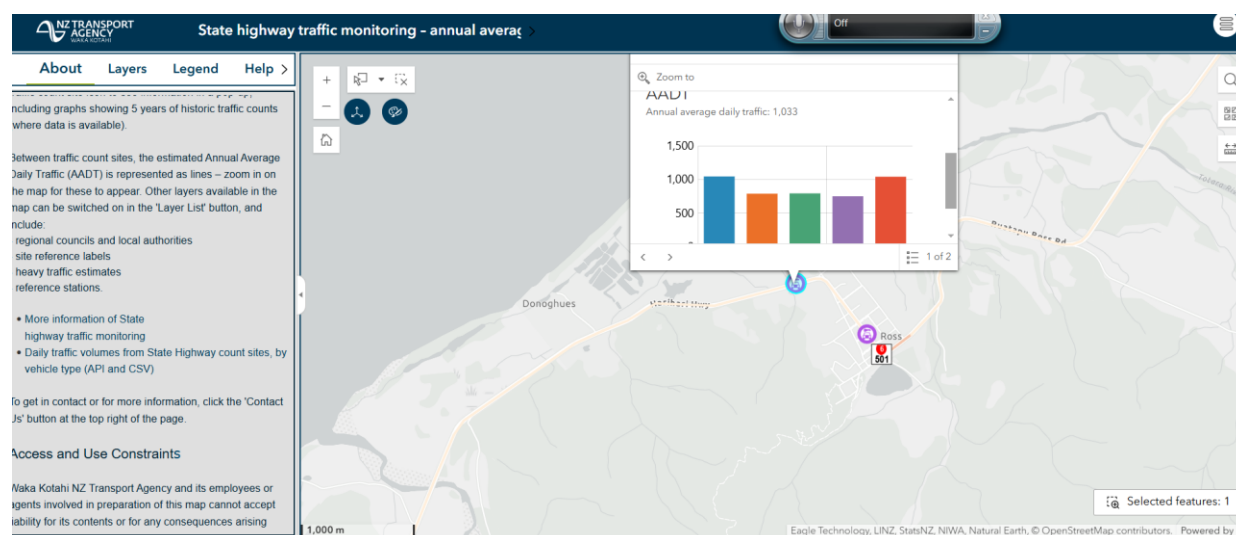 NZ TRANSPORT
AGENCY
WAKA KOTAHI
State highway traffic monitoring - annual averag
Off
About Layers Legend Help >
including graphs showing 5 years of historic traffic counts
(where data is available).
Between traffic count sites, the estimated Annual Average
Daily Traffic (AADT) is represented as lines – zoom in on
the map for these to appear. Other layers available in the
map can be switched on in the 'Layer List' button, and
include:
regional councils and local authorities
site reference labels
heavy traffic estimates
reference stations.
• More information of State
highway traffic monitoring
• Daily traffic volumes from State Highway count sites, by
vehicle type (API and CSV)
To get in contact or for more information, click the 'Contact
Us' button at the top right of the page.
Access and Use Constraints
Waka Kotahi NZ Transport Agency and its employees or
agents involved in preparation of this map cannot accept
liability for its contents or for any consequences arising
Zoom to
AADT
Annual average daily traffic: 1,033
1,500
1,000
500
1 of 2
Donoghues
Ross
501
1,000 m
Selected features: 1
Eagle Technology, LINZ, StatsNZ, NIWA, Natural Earth, © OpenStreetMap contributors. Powered by